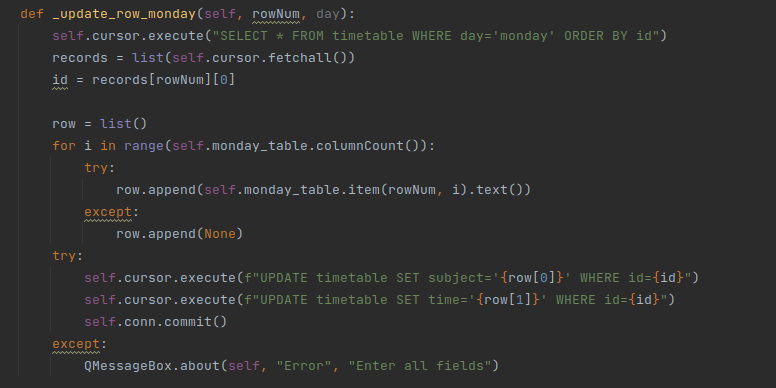 def _update_row_monday(self, rowNum, day):
    self.cursor.execute("SELECT * FROM timetable WHERE day='monday' ORDER BY id")
    records = list(self.cursor.fetchall())
    id = records[rowNum][0]
    row = list()
    for i in range(self.monday_table.columnCount()):
        try:
            row.append(self.monday_table.item(rowNum, i).text())
        except:
            row.append(None)
    try:
        self.cursor.execute(f"UPDATE timetable SET subject='{row[0]}' WHERE id={id}")
        self.cursor.execute(f"UPDATE timetable SET time='{row[1]}' WHERE id={id}")
        self.conn.commit()
    except:
        QMessageBox.about(self, "Error", "Enter all fields")